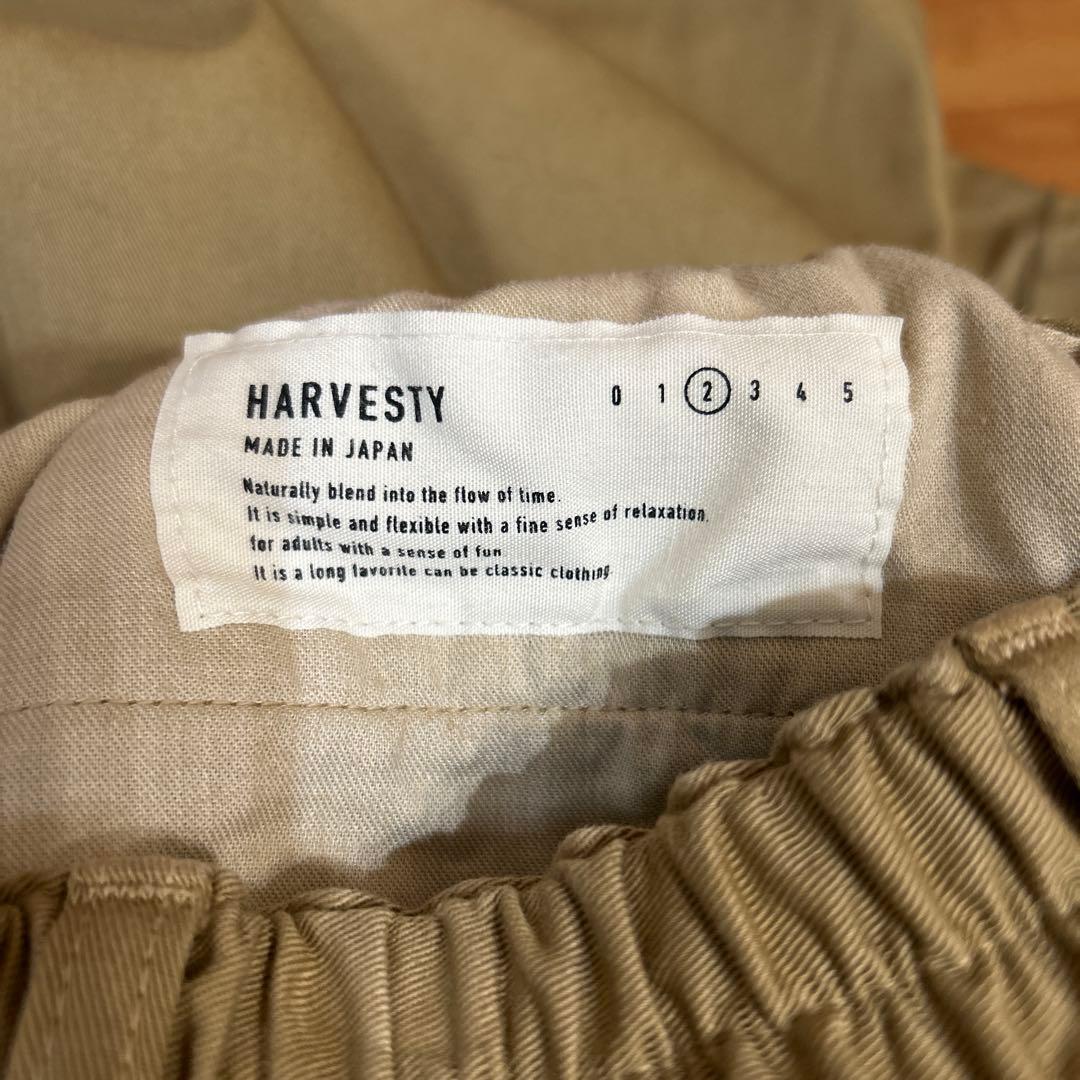 HARVESTY
0 1 2 3 4 5
MADE IN JAPAN
Naturally blend into the flow of time.
It is simple and flexible with a fine sense of relaxation.
for adults with a sense of fun
It is a long favorite can be classic clothing.